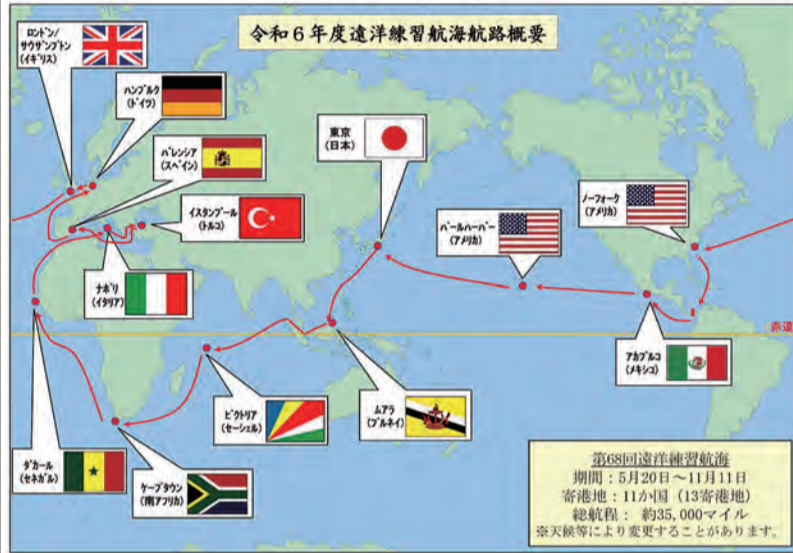 令和6年度遠洋練習航海航路概要
ロンドン/
サウザンプトン
(イギリス)
ハンブルク
(ドイツ)
バレンシア
(スペイン)
イスタンブール
(トルコ)
ナポリ
(イタリア)
東京
(日本)
パールハーバー
(アメリカ)
ノーフォーク
(アメリカ)
赤道
アカプルコ
(メキシコ)
ムアラ
(ブルネイ)
ビクトリア
(セーシェル)
ダカール
(セネガル)
ケープタウン
(南アフリカ)
第68回遠洋練習航海
期間：5月20日～11月11日
寄港地：11か国（13寄港地）
総航程： 約35,000マイル
※天候等により変更することがあります。